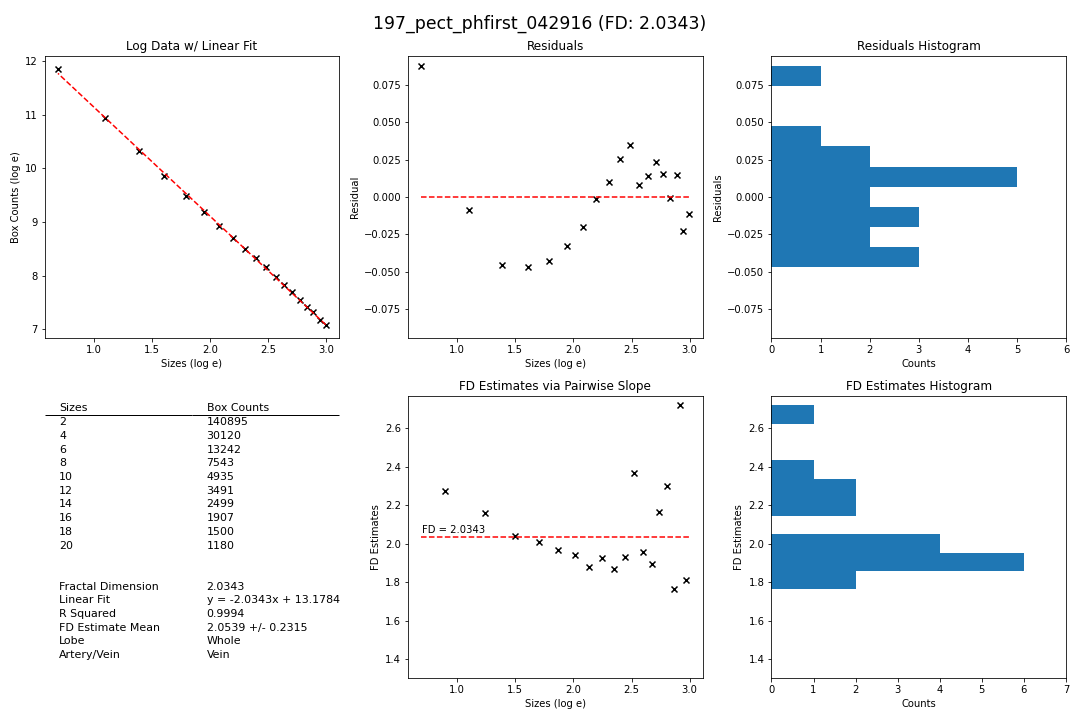 197_pect_phfirst_042916 (FD: 2.0343)
Log Data w/ Linear Fit
12
11
10
9
8
7
Box Counts (log e)
1.0 1.5 2.0 2.5 3.0
Sizes (log e)
Residuals
0.075
0.050
0.025
0.000
−0.025
−0.050
−0.075
Residual
1.0 1.5 2.0 2.5 3.0
Sizes (log e)
Residuals Histogram
0.075
0.050
0.025
0.000
−0.025
−0.050
−0.075
Residuals
0 1 2 3 4 5 6
Counts
Sizes Box Counts
2 140895
4 30120
6 13242
8 7543
10 4935
12 3491
14 2499
16 1907
18 1500
20 1180
Fractal Dimension 2.0343
Linear Fit y = -2.0343x + 13.1784
R Squared 0.9994
FD Estimate Mean 2.0539 +/- 0.2315
Lobe Whole
Artery/Vein Vein
FD Estimates via Pairwise Slope
2.6
2.4
2.2
2.0
1.8
1.6
1.4
FD Estimates
FD = 2.0343
1.0 1.5 2.0 2.5 3.0
Sizes (log e)
FD Estimates Histogram
2.6
2.4
2.2
2.0
1.8
1.6
1.4
FD Estimates
0 1 2 3 4 5 6 7
Counts